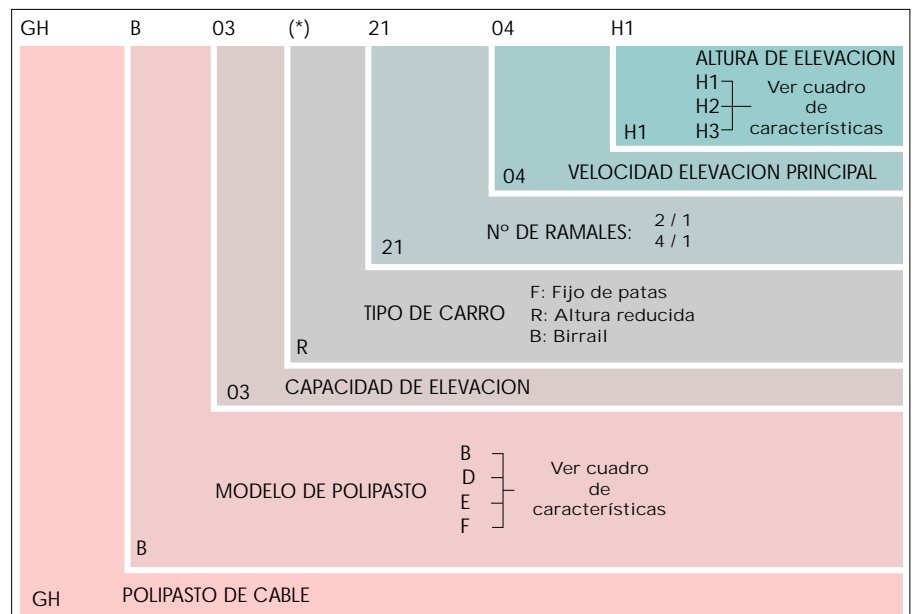 GH B 03 (*) 21 04 H1
ALTURA DE ELEVACION
H1
H2
H3
Ver cuadro
de
características
H1
04 VELOCIDAD ELEVACION PRINCIPAL
21 Nº DE RAMALES: 2 / 1
4 / 1
TIPO DE CARRO
F: Fijo de patas
R: Altura reducida
B: Birrail
R
03 CAPACIDAD DE ELEVACION
MODELO DE POLIPASTO
B
D
E
F
Ver cuadro
de
características
B
GH POLIPASTO DE CABLE